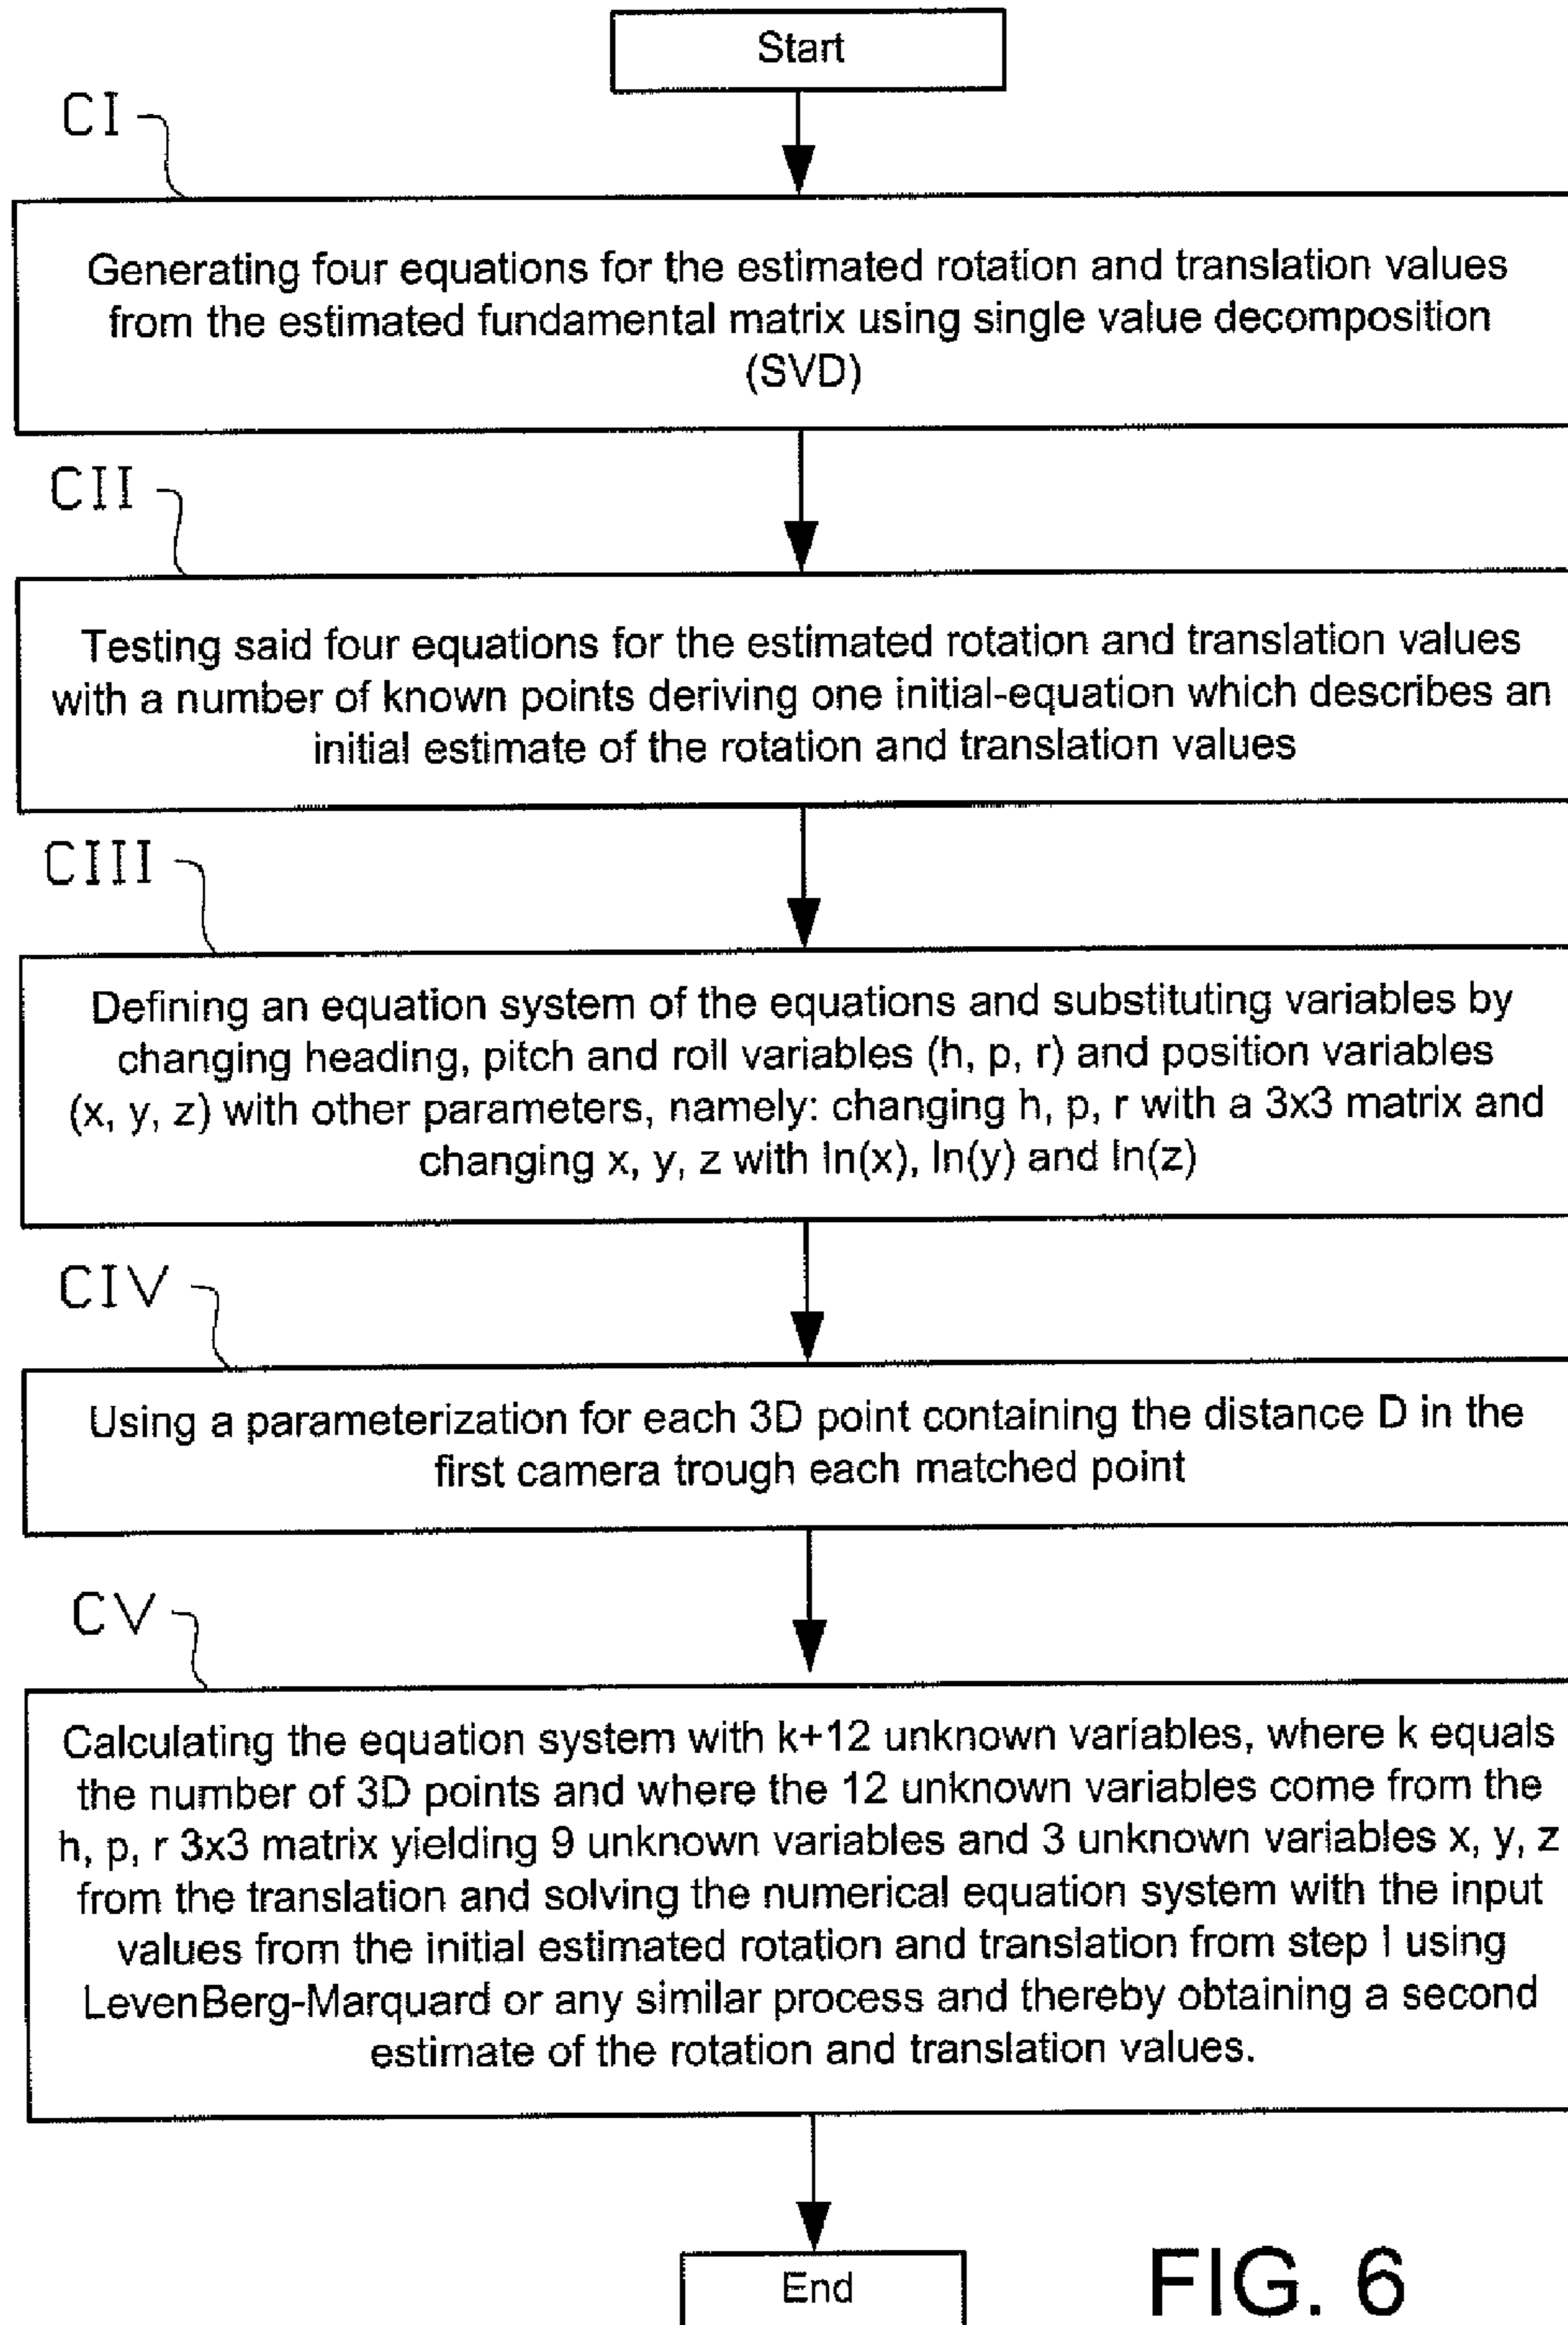 Start
CI
Generating four equations for the estimated rotation and translation values
from the estimated fundamental matrix using single value decomposition
(SVD)
CII
Testing said four equations for the estimated rotation and translation values
with a number of known points deriving one initial-equation which describes an
initial estimate of the rotation and translation values
CIII
Defining an equation system of the equations and substituting variables by
changing heading, pitch and roll variables (h, p, r) and position variables
(x, y, z) with other parameters, namely: changing h, p, r with a 3x3 matrix and
changing x, y, z with ln(x), ln(y) and ln(z)
CIV
Using a parameterization for each 3D point containing the distance D in the
first camera trough each matched point
CV
Calculating the equation system with k+12 unknown variables, where k equals
the number of 3D points and where the 12 unknown variables come from the
h, p, r 3x3 matrix yielding 9 unknown variables and 3 unknown variables x, y, z
from the translation and solving the numerical equation system with the input
values from the initial estimated rotation and translation from step I using
LevenBerg-Marquard or any similar process and thereby obtaining a second
estimate of the rotation and translation values.
End
FIG. 6